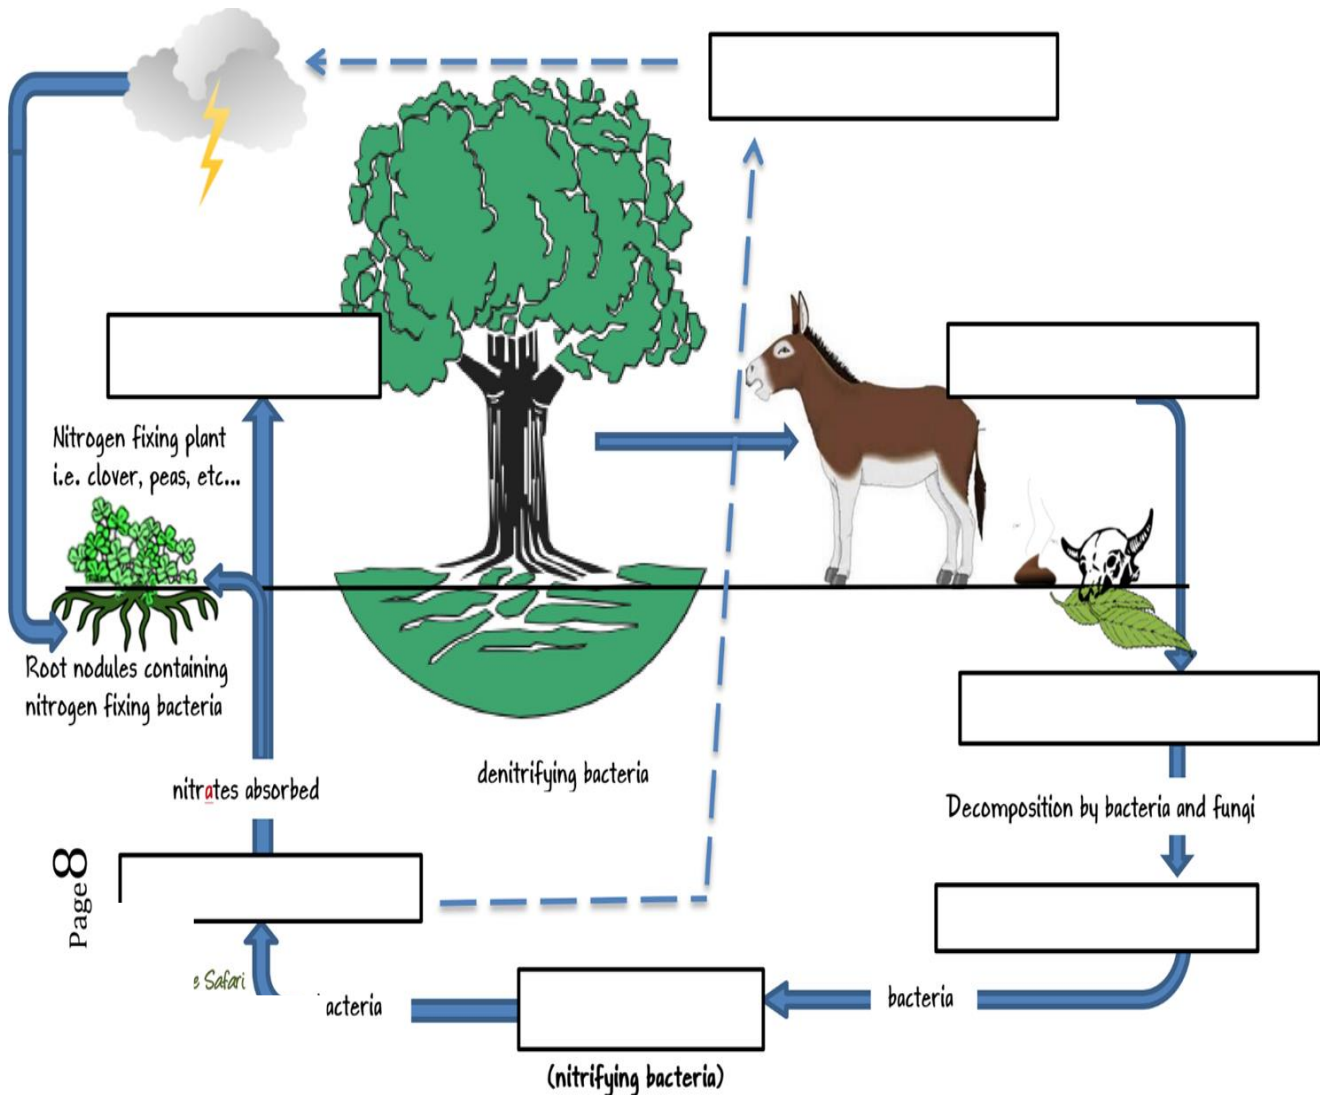 Nitrogen fixing plant
i.e. clover, peas, etc...
Root nodules containing
nitrogen fixing bacteria
denitrifying bacteria
nitrates absorbed
Decomposition by bacteria and fungi
Page 8
e Safari
acteria
bacteria
(nitrifying bacteria)